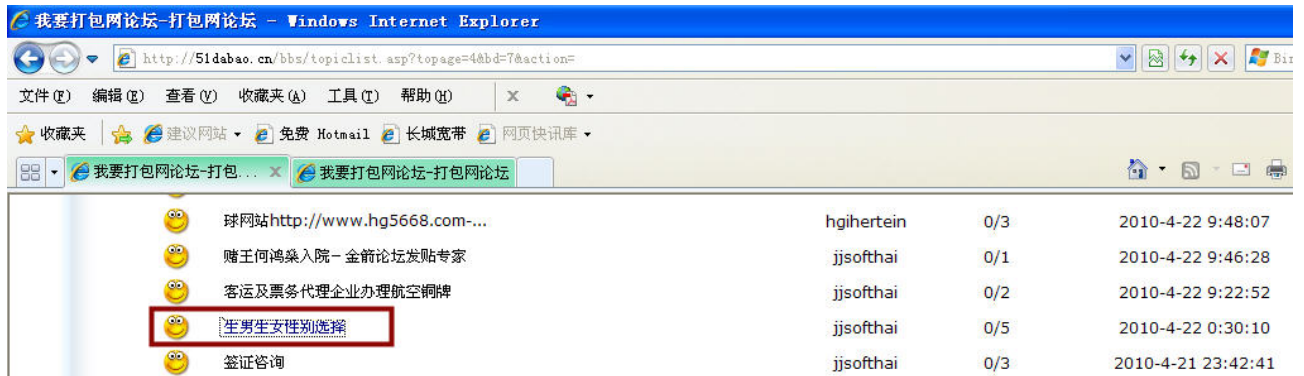 我要打包网论坛-打包网论坛 - Windows Internet Explorer
http://51dabao.cn/bbs/topiclist.asp?topage=4&bd=7&action=
Bin
文件(F) 编辑(E) 查看(V) 收藏夹(A) 工具(T) 帮助(H) x
收藏夹 建议网站 免费 Hotmail 长城宽带 网页快讯库
我要打包网论坛-打包... x 我要打包网论坛-打包网论坛
球网站http://www.hg5668.com-... hgihertein 0/3 2010-4-22 9:48:07
赌王何鸿燊入院-金箭论坛发贴专家 jjsofthai 0/1 2010-4-22 9:46:28
客运及票务代理企业办理航空铜牌 jjsofthai 0/2 2010-4-22 9:22:52
生男生女性别选择 jjsofthai 0/5 2010-4-22 0:30:10
签证咨询 jjsofthai 0/3 2010-4-21 23:42:41